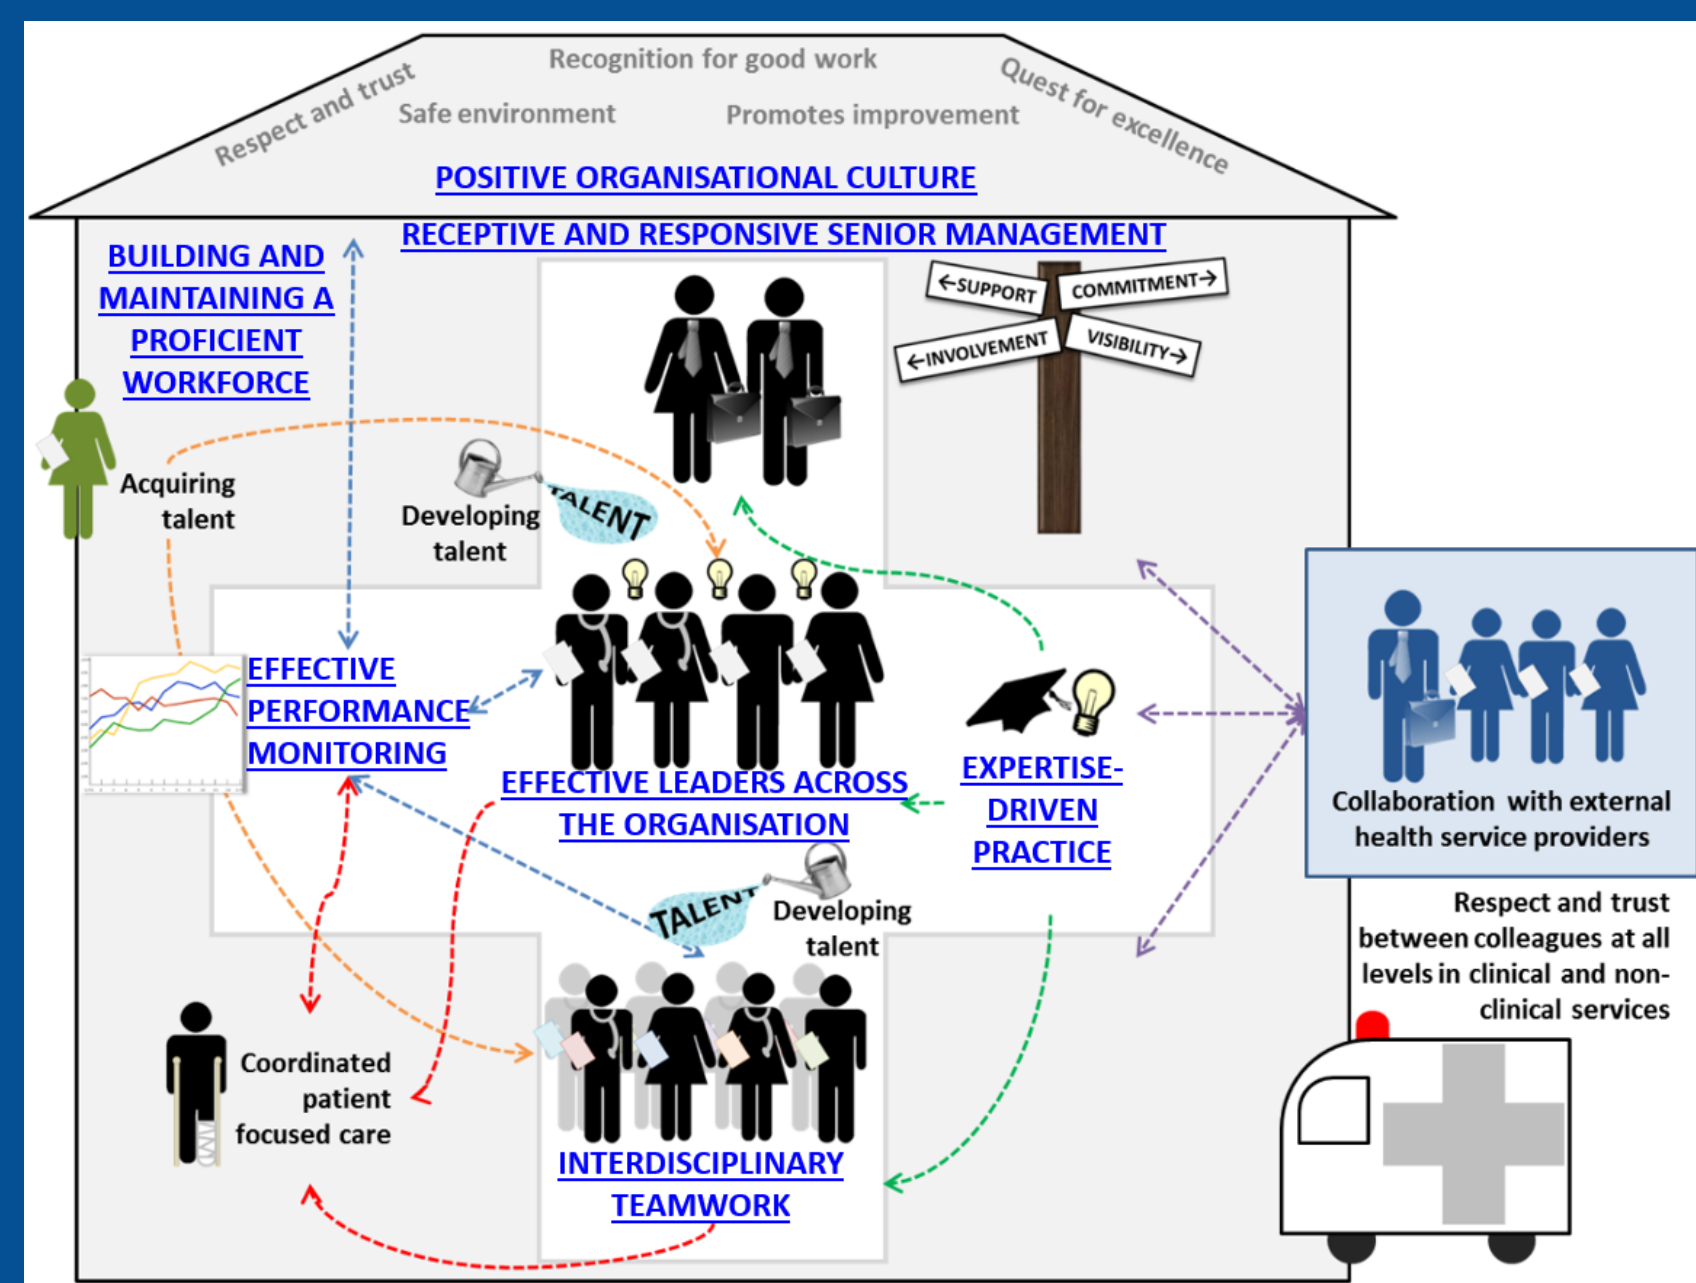 Recognition for good work
Respect and trust
Quest for excellence
Safe environment
Promotes improvement
POSITIVE ORGANISATIONAL CULTURE
RECEPTIVE AND RESPONSIVE SENIOR MANAGEMENT
BUILDING AND
MAINTAINING A
PROFICIENT
WORKFORCE
←SUPPORT
COMMITMENT→
←INVOLVEMENT
VISIBILITY→
Acquiring
talent
Developing
talent
TALENT
EFFECTIVE
PERFORMANCE
MONITORING
EFFECTIVE LEADERS ACROSS
THE ORGANISATION
EXPERTISE-
DRIVEN
PRACTICE
Collaboration with external
health service providers
TALENT
Developing
talent
Respect and trust
between colleagues at all
levels in clinical and non-
clinical services
Coordinated
patient
focused care
INTERDISCIPLINARY
TEAMWORK